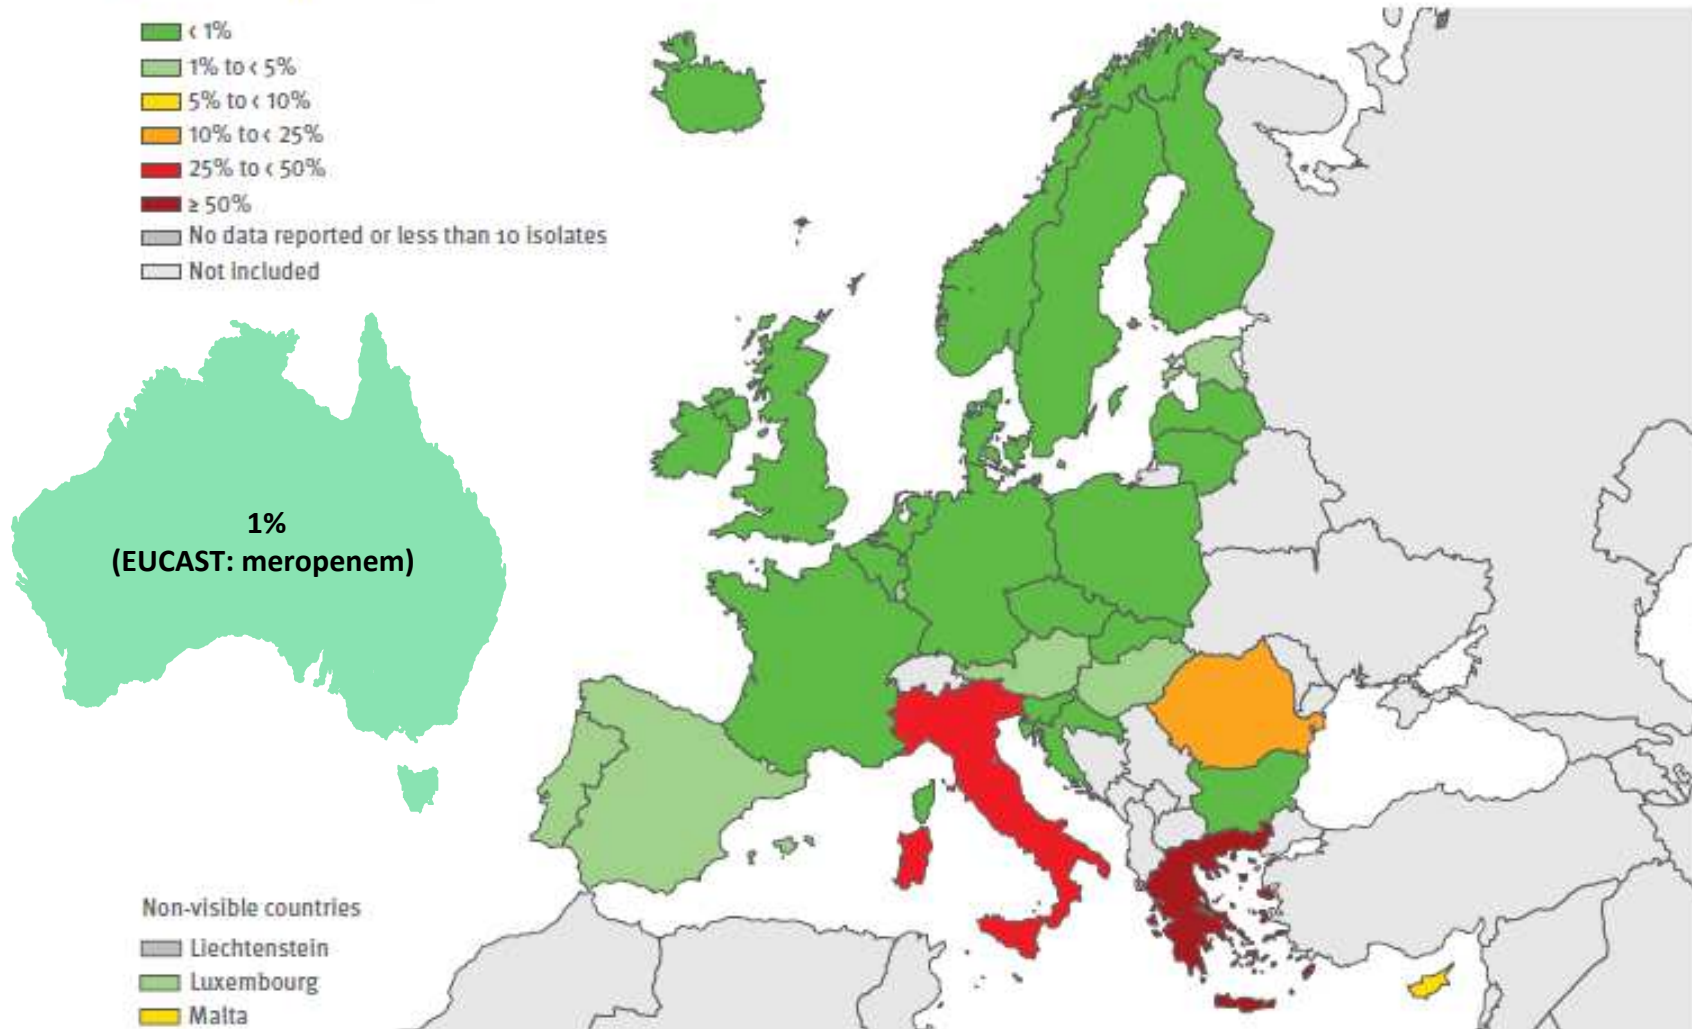 < 1%
1% to < 5%
5% to < 10%
10% to < 25%
25% to < 50%
≥ 50%
No data reported or less than 10 isolates
Not included
1%
(EUCAST: meropenem)
Non-visible countries
Liechtenstein
Luxembourg
Malta